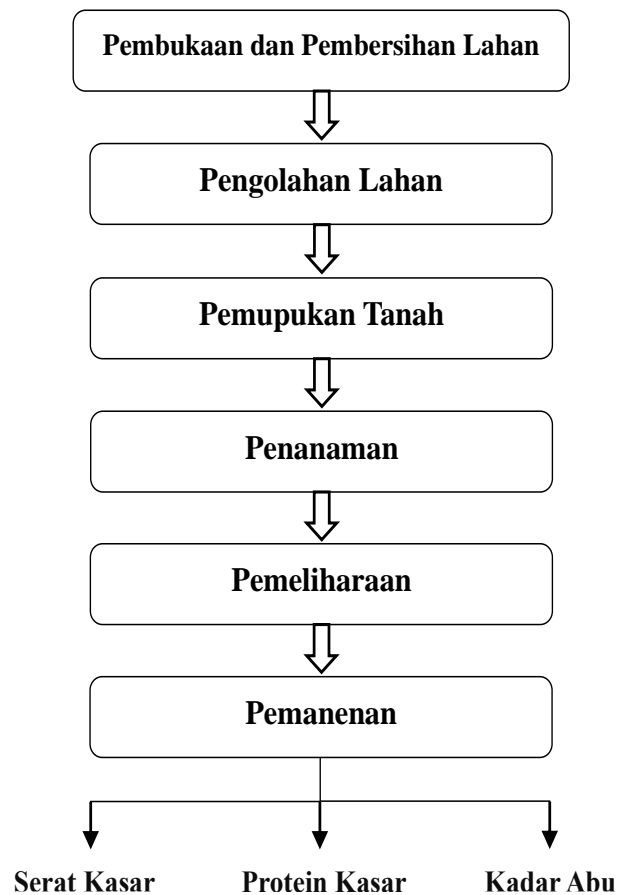 Pembukaan dan Pembersihan Lahan
Pengolahan Lahan
Pemupukan Tanah
Penanaman
Pemeliharaan
Pemanenan
Serat Kasar
Protein Kasar
Kadar Abu